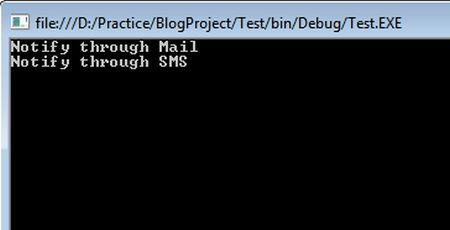 file:///D:/Practice/BlogProject/Test/bin/Debug/Test.EXE
Notify through Mail
Notify through SMS